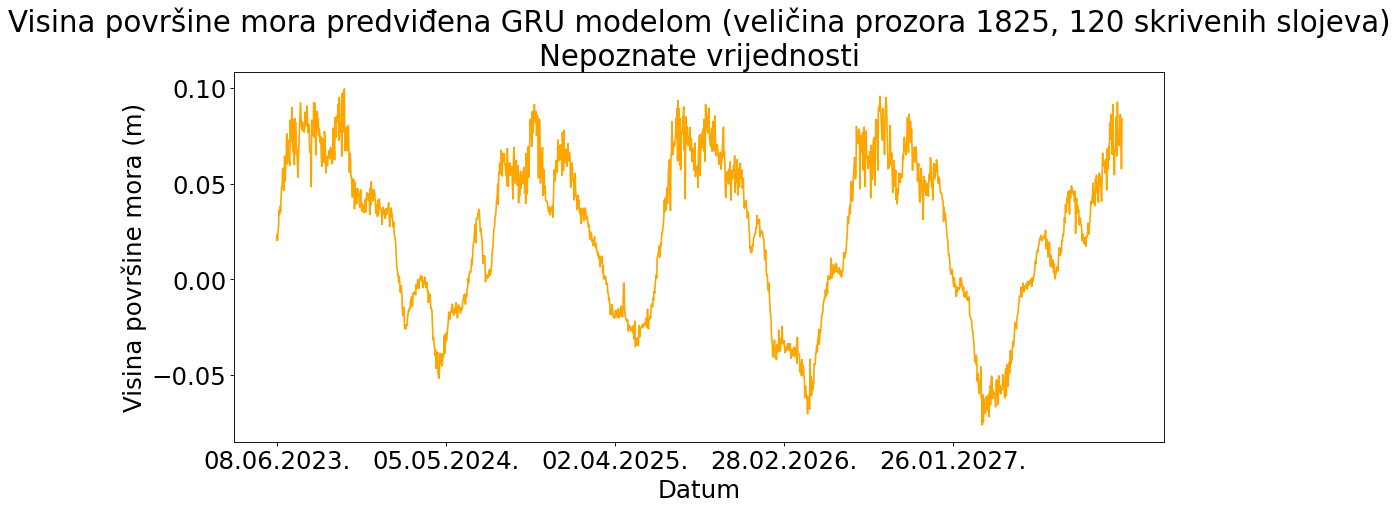 Visina površine mora predviđena GRU modelom (veličina prozora 1825, 120 skrivenih slojeva)
Nepoznate vrijednosti
Visina površine mora (m)
0.10
0.05
0.00
−0.05
08.06.2023. 05.05.2024. 02.04.2025. 28.02.2026. 26.01.2027.
Datum